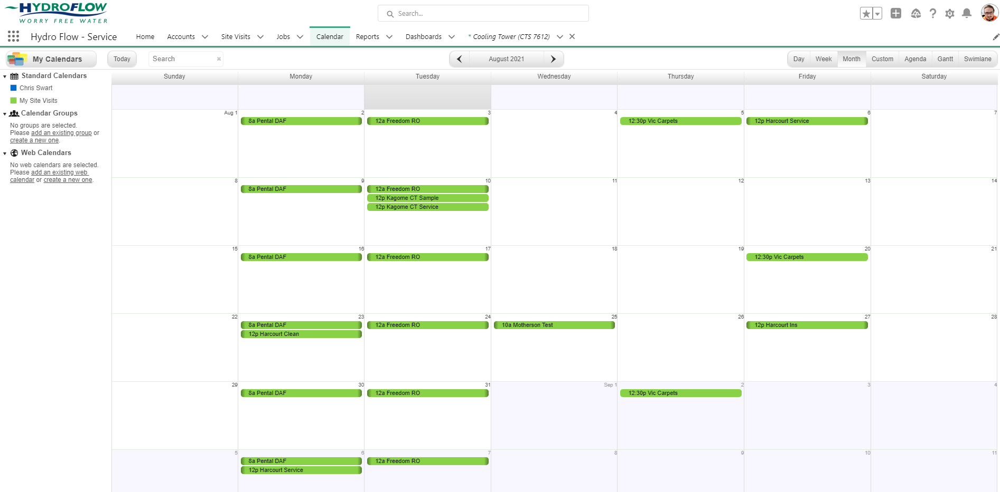 HYDROFLOW
WORRY FREE WATER
Search...
Hydro Flow - Service
Home
Accounts
Site Visits
Jobs
Calendar
Reports
Dashboards
* Cooling Tower (CTS 7612)
My Calendars
Today
Search
August 2021
Day
Week
Month
Custom
Agenda
Gantt
Swimlane
Standard Calendars
Chris Swart
My Site Visits
Calendar Groups
No groups are selected.
Please add an existing group or
create a new one.
Web Calendars
No web calendars are selected.
Please add an existing web
calendar or create a new one.
Sunday
Monday
Tuesday
Wednesday
Thursday
Friday
Saturday
Aug 1
2
8a Pental DAF
3
12a Freedom RO
4
5
12:30p Vic Carpets
6
12p Harcourt Service
7
8
9
8a Pental DAF
10
12a Freedom RO
12p Kagome CT Sample
12p Kagome CT Service
11
12
13
14
15
16
8a Pental DAF
17
12a Freedom RO
18
19
20
12:30p Vic Carpets
21
22
23
8a Pental DAF
12p Harcourt Clean
24
12a Freedom RO
25
10a Motherson Test
26
27
12p Harcourt Ins
28
29
30
8a Pental DAF
31
12a Freedom RO
Sep 1
2
12:30p Vic Carpets
3
4
5
6
8a Pental DAF
12p Harcourt Service
7
12a Freedom RO
8
9
10
11